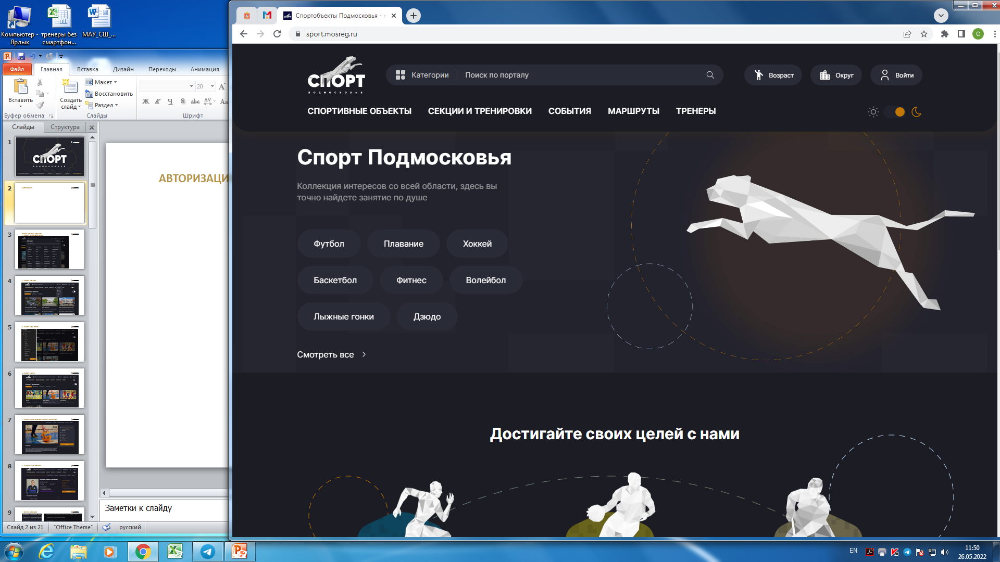 Компьютер - Ярлык
тренеры без смартфон...
МАУ_СШ_...
Файл
Главная
Вставка
Дизайн
Переходы
Анимация
Вставить
Создать слайд
Макет
Восстановить
Раздел
20
Ж К Ч S abc AV Aa
Буфер обмена
Слайды
Шрифт
Слайды
Структура
1
СПОРТ
2
3
4
5
6
7
8
9
АВТОРИЗАЦИ
Заметки к слайду
Слайд 2 из 21
"Office Theme"
русский
Спортобъекты Подмосковья -
sport.mosreg.ru
С
СПОРТ
ПОДМОСКОВЬЯ
Категории
Поиск по порталу
Возраст
Округ
Войти
СПОРТИВНЫЕ ОБЪЕКТЫ
СЕКЦИИ И ТРЕНИРОВКИ
СОБЫТИЯ
МАРШРУТЫ
ТРЕНЕРЫ
Спорт Подмосковья
Коллекция интересов со всей области, здесь вы
точно найдете занятие по душе
Футбол
Плавание
Хоккей
Баскетбол
Фитнес
Волейбол
Лыжные гонки
Дзюдо
Смотреть все
Достигайте своих целей с нами
EN
11:50
26.05.2022